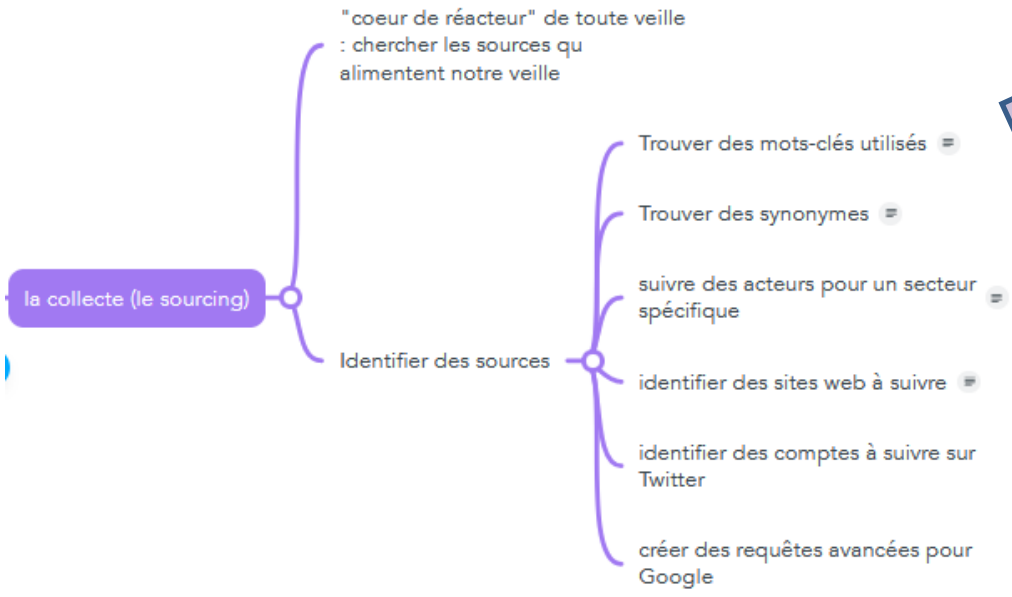 "coeur de réacteur" de toute veille
: chercher les sources qu
alimentent notre veille
Trouver des mots-clés utilisés
Trouver des synonymes
la collecte (le sourcing)
suivre des acteurs pour un secteur
spécifique
Identifier des sources
identifier des sites web à suivre
identifier des comptes à suivre sur
Twitter
créer des requêtes avancées pour
Google